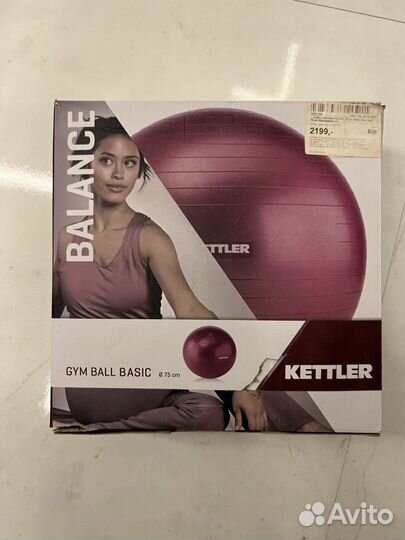 BALANCE
2199,-
Б/р
KETTLER
GYM BALL BASIC Ø 75 cm
KETTLER
Avito